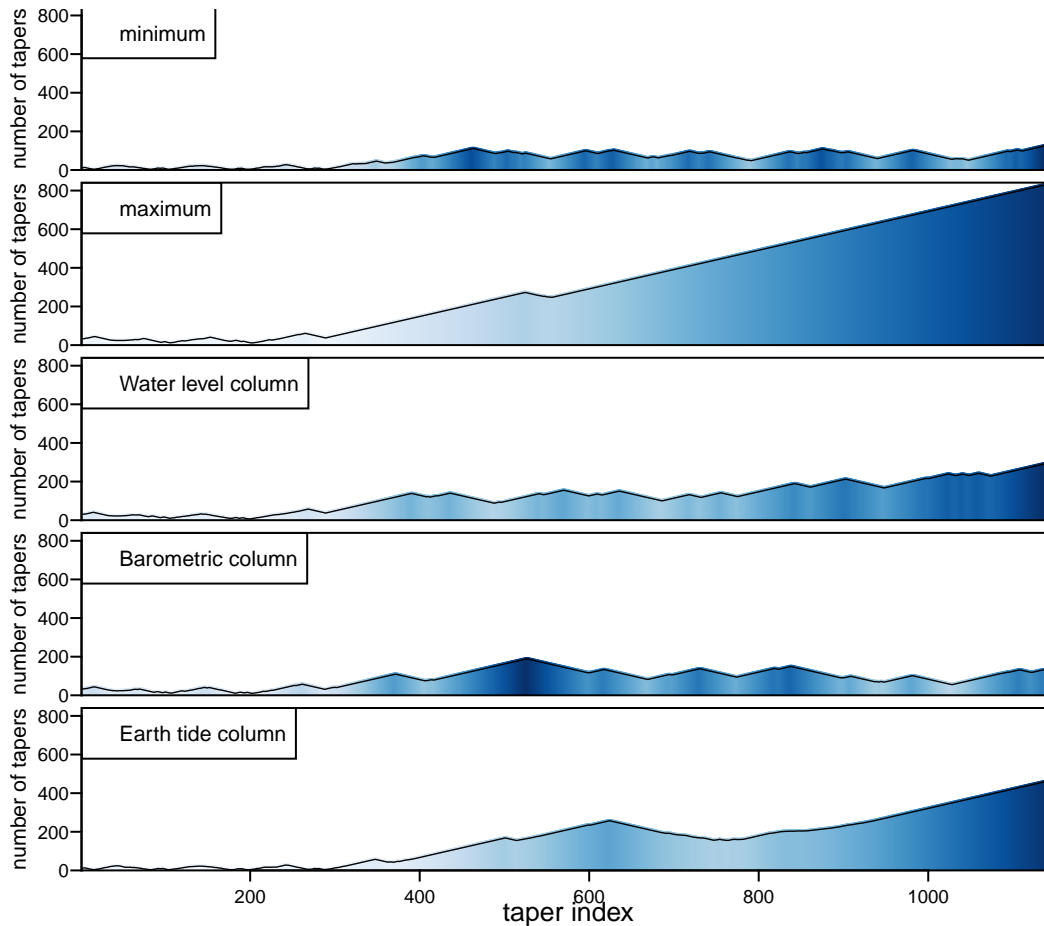 800
600
400
200
0
number of tapers
minimum
800
600
400
200
0
number of tapers
maximum
800
600
400
200
0
number of tapers
Water level column
800
600
400
200
0
number of tapers
Barometric column
800
600
400
200
0
number of tapers
Earth tide column
200 400 600 800 1000
taper index